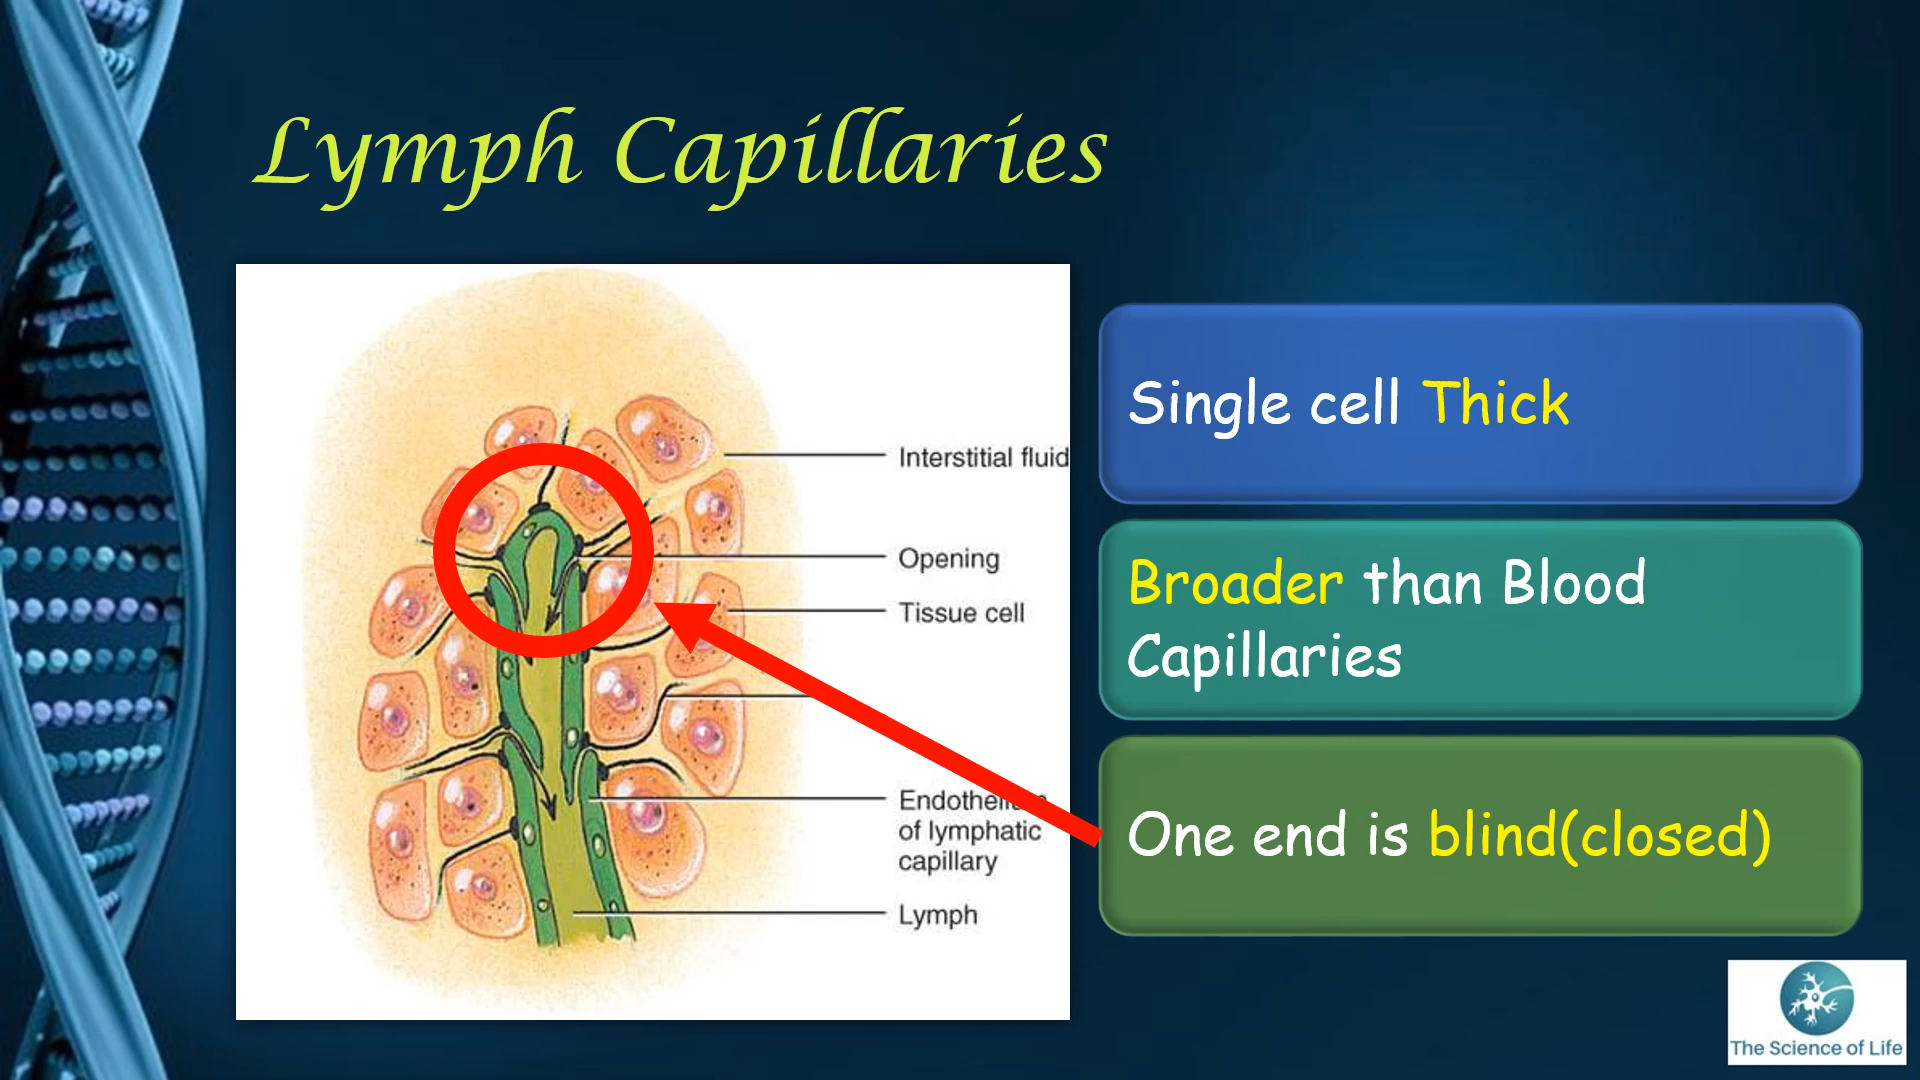 Lymph Capillaries
Interstitial fluid
Opening
Tissue cell
Endothelium
of lymphatic
capillary
Lymph
Single cell Thick
Broader than Blood
Capillaries
One end is blind(closed)
The Science of Life